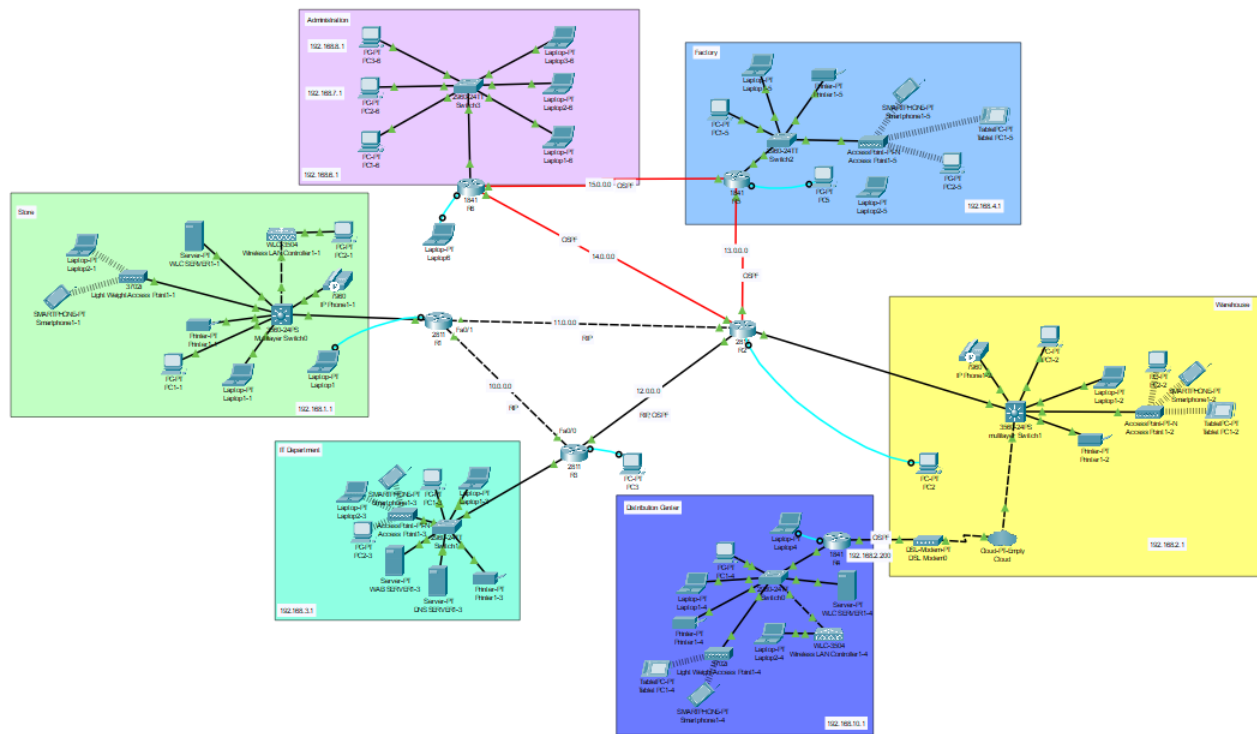 Administration
192.168.8.1
PC-PT
PC3-6
Laptop-PT
Laptop3-6
192.168.7.1
PC-PT
PC2-6
2960-24TT
Switch3
Laptop-PT
Laptop2-6
PC-PT
PC1-6
Laptop-PT
Laptop1-6
192.168.6.1
1841
R6
Laptop-PT
Laptop6
15.0.0.0
OSPF
OSPF
14.0.0.0
13.0.0.0
OSPF
Factory
Laptop-PT
Printer-PT
Printer1-5
SMARTPHONE-PT
Smartphone1-5
PC-PT
PC1-5
TabletPC-PT
Tablet PC1-5
2960-24TT
Switch2
AccessPoint-PT-N
Access Point1-5
PC-PT
PC2-5
1841
R5
PC-PT
PC5
Laptop-PT
Laptop2-5
192.168.4.1
Store
Laptop-PT
Laptop2-1
Server-PT
WLC SERVER1-1
WLC-3504
Wireless LAN Controller1-1
PC-PT
PC2-1
3702i
Light Weight Access Point1-1
SMARTPHONE-PT
Smartphone1-1
7960
IP Phone1-1
Printer-PT
Printer1-1
3560-24PS
Multilayer Switch0
PC-PT
PC1-1
Laptop-PT
Laptop1-1
Laptop-PT
Laptop1
192.168.1.1
2811
R1
Fa0/1
11.0.0.0
RIP
10.0.0.0
RIP
12.0.0.0
RIP, OSPF
Fa0/0
2811
R3
PC-PT
PC3
R2
PC-PT
PC2
Warehouse
7960
PC-PT
PC1-2
Laptop-PT
Laptop1-2
SMARTPHONE-PT
Smartphone1-2
3560-24PS
multilayer Switch1
AccessPoint-PT-N
Access Point 1-2
TabletPC-PT
Tablet PC1-2
Printer-PT
Printer1-2
Cloud-PT-Empty
Cloud
192.168.2.1
IT Department
SMARTPHONE-PT
Smartphone1-3
Laptop-PT
Laptop2-3
PC-PT
Laptop-PT
AccessPoint-PT-N
Access Point1-3
PC-PT
PC2-3
2960-24TT
Server-PT
WAB SERVER1-3
Server-PT
DNS SERVER1-3
Printer-PT
Printer1-3
192.168.3.1
Distribution Center
Laptop-PT
Laptop4
1841
192.168.2.200
OSPF
DSL-Modem-PT
DSL Modem0
PC-PT
PC1-4
2960-24TT
Switch0
Laptop-PT
Laptop1-4
Server-PT
WLC SERVER1-4
Printer-PT
Printer1-4
Laptop-PT
Laptop2-4
WLC-3504
Wireless LAN Controller1-4
3702i
Light Weight Access Point1-4
TabletPC-PT
Tablet PC1-4
SMARTPHONE-PT
Smartphone1-4
192.168.10.1